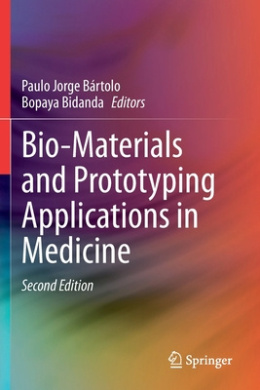 Paulo Jorge Bártolo
Bopaya Bidanda Editors
Bio-Materials
and Prototyping
Applications in
Medicine
Second Edition
Springer